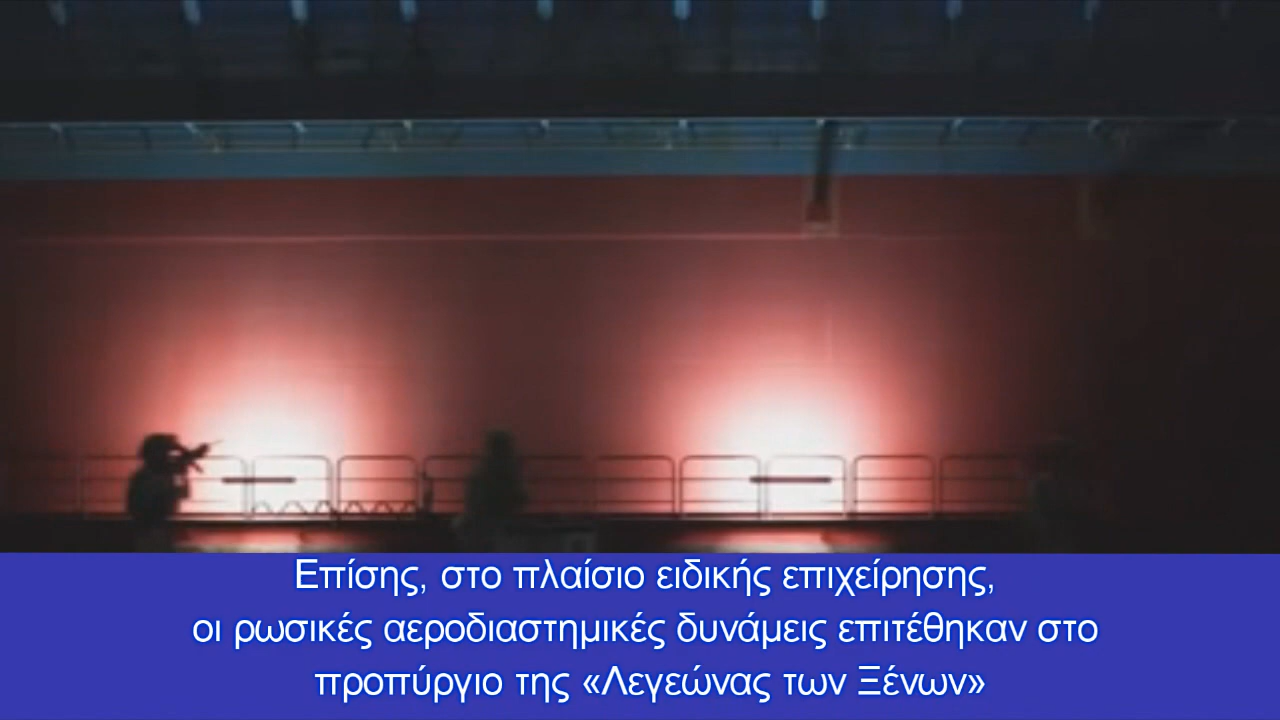 Επίσης, στο πλαίσιο ειδικής επιχείρησης,
οι ρωσικές αεροδιαστημικές δυνάμεις επιτέθηκαν στο
προπύργιο της «Λεγεώνας των Ξένων»